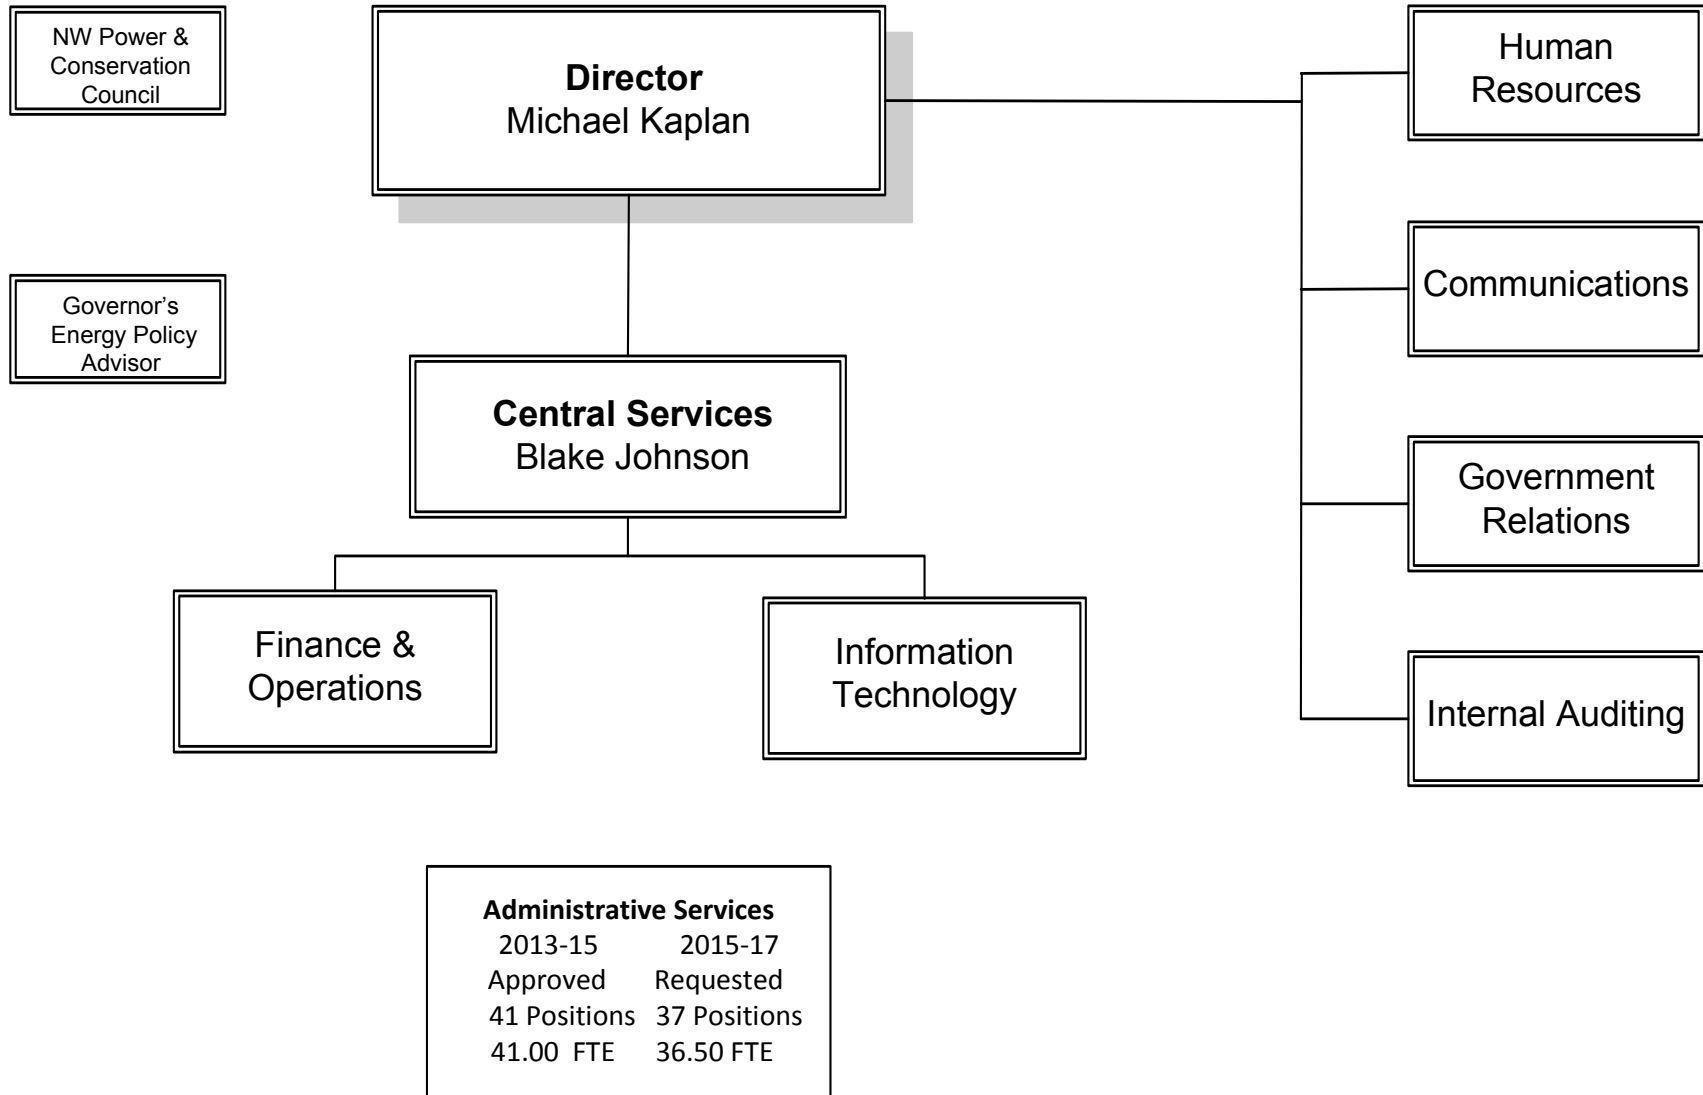 NW Power &
Conservation
Council
Director
Michael Kaplan
Human
Resources
Communications
Governor's
Energy Policy
Advisor
Central Services
Blake Johnson
Government
Relations
Finance &
Operations
Information
Technology
Internal Auditing
Administrative Services
2013-15 2015-17
Approved Requested
41 Positions 37 Positions
41.00 FTE 36.50 FTE